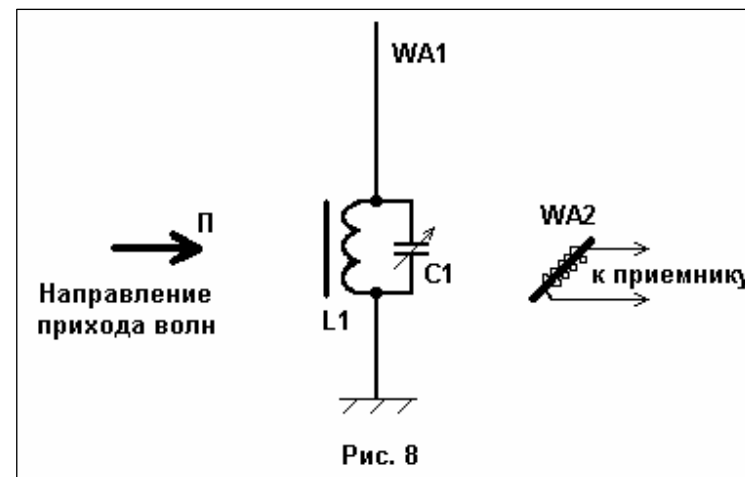 WA1
П
Направление
прихода волн
L1
C1
WA2
к приемнику
Рис. 8